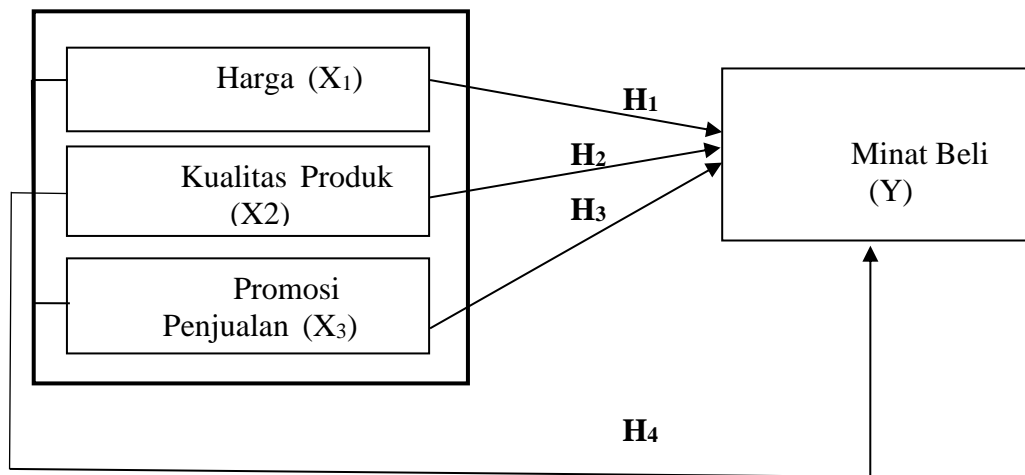 Harga (X₁)
H₁
Kualitas Produk
(X2)
H₂
Minat Beli
(Y)
H₃
Promosi
Penjualan (X₃)
H₄